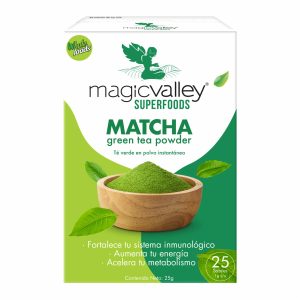 magicvalley
SUPERFOODS
MATCHA
green tea powder
Té verde en polvo instantáneo
25
· Fortalece tu sistema inmunológico
· Aumenta tu energía
· Acelera tu metabolismo
Contenido Neto: 25g